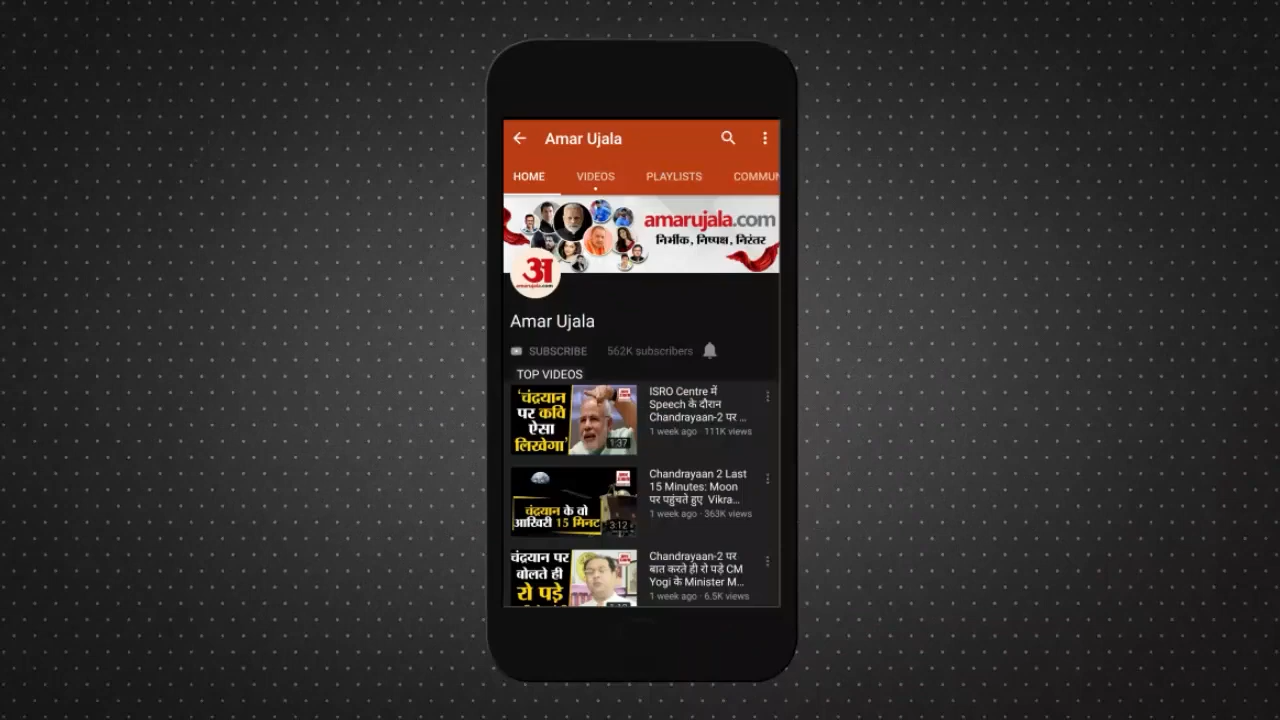 Amar Ujala
HOME VIDEOS PLAYLISTS COMMUN
amarujala.com
निर्भीक, निष्पक्ष, निरंतर
अ
amarujala.com
Amar Ujala
SUBSCRIBE 562K subscribers
TOP VIDEOS
'चंद्रयान
पर कवि
ऐसा
लिखेगा'
1:37
ISRO Centre में
Speech के दौरान
Chandrayaan-2 पर ...
1 week ago · 111K views
चंद्रयान के वो
आखिरी 15 मिनट
3:12
Chandrayaan 2 Last
15 Minutes: Moon
पर पहुंचते हुए Vikra...
1 week ago · 363K views
चंद्रयान पर
बोलते ही
रो पड़े
Chandrayaan-2 पर
बात करते ही रो पड़े CM
Yogi के Minister M...
1 week ago · 6.5K views